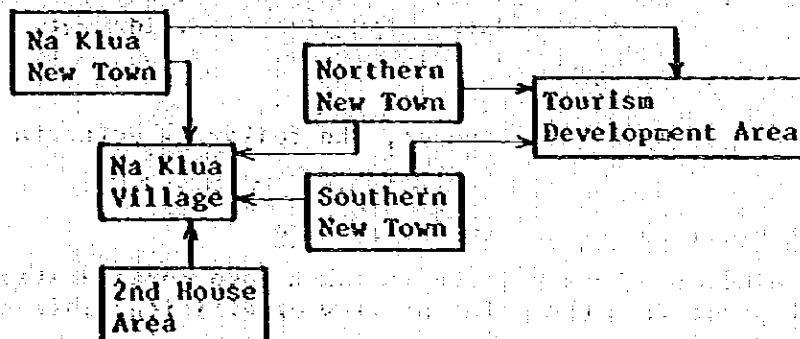 Na Klua
New Town
Northern
New Town
Tourism
Development Area
Na Klua
Village
Southern
New Town
2nd House
Area